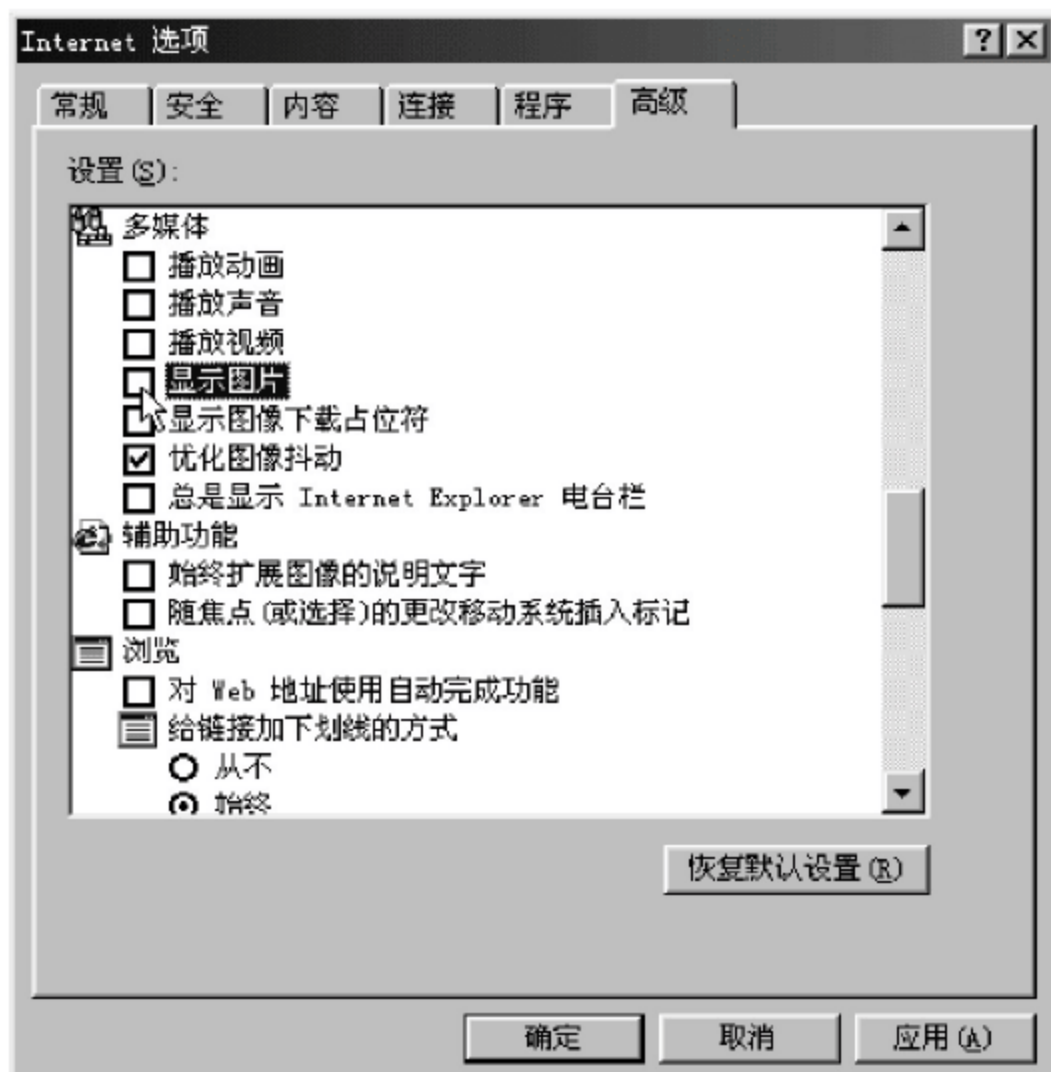 Internet 选项
常规 安全 内容 连接 程序 高级
设置(S):
多媒体
播放动画
播放声音
播放视频
显示图片
显示图像下载占位符
优化图像抖动
总是显示 Internet Explorer 电台栏
辅助功能
始终扩展图像的说明文字
随焦点(或选择)的更改移动系统插入标记
浏览
对 Web 地址使用自动完成功能
给链接加下划线的方式
从不
始终
恢复默认设置(R)
确定 取消 应用(A)